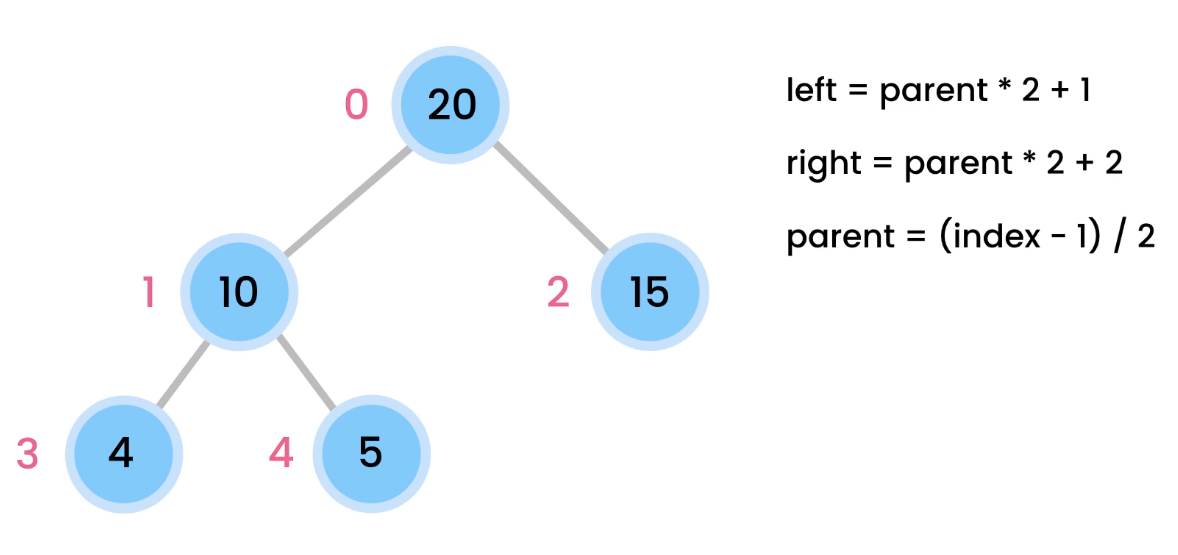 0 20
1 10 2 15
3 4 4 5
left = parent * 2 + 1
right = parent * 2 + 2
parent = (index - 1) / 2